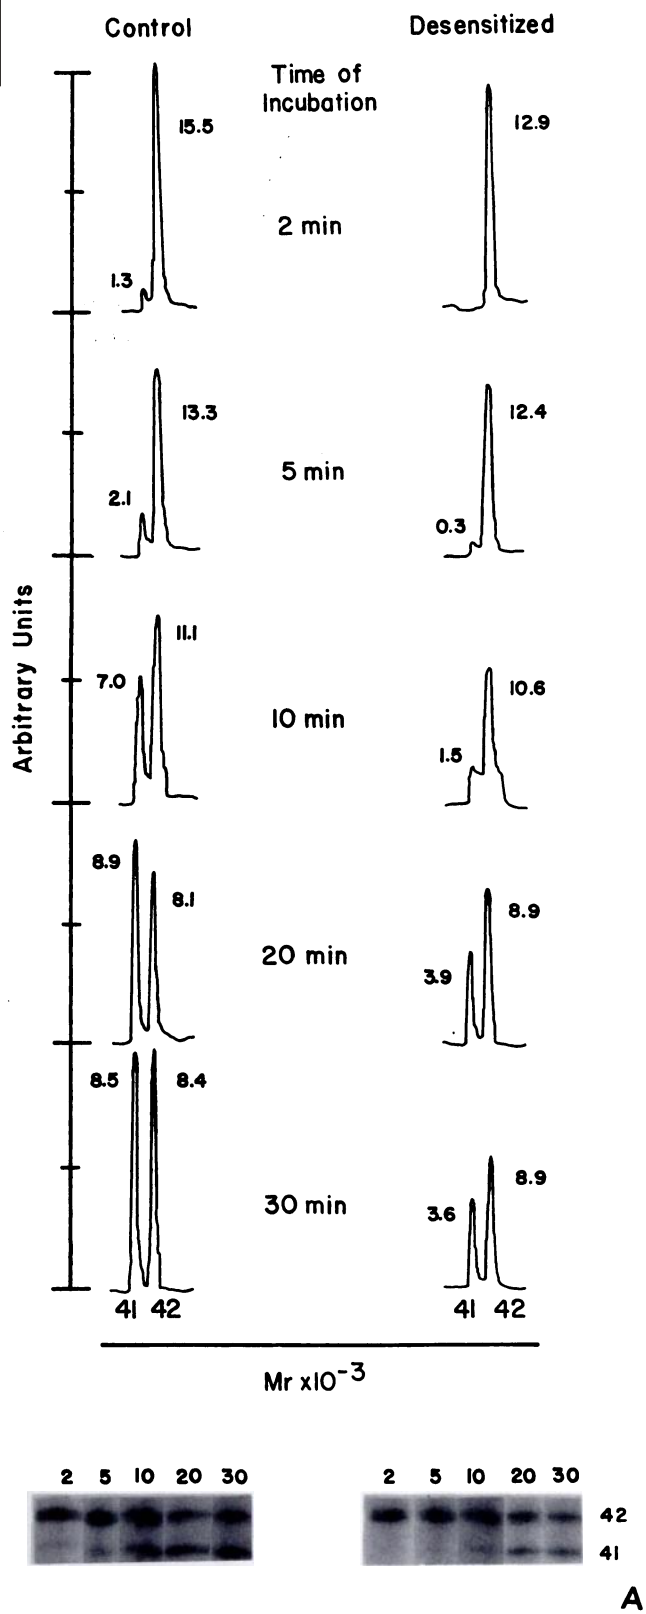 Control
Desensitized
Time of
Incubation
15.5
12.9
2 min
1.3
13.3
12.4
5 min
2.1
0.3
Arbitrary Units
11.1
7.0
10.6
10 min
1.5
8.9
8.1
8.9
20 min
3.9
8.5
8.4
8.9
30 min
3.6
41 42
41 42
Mr x10-3
2 5 10 20 30
2 5 10 20 30
42
41
A